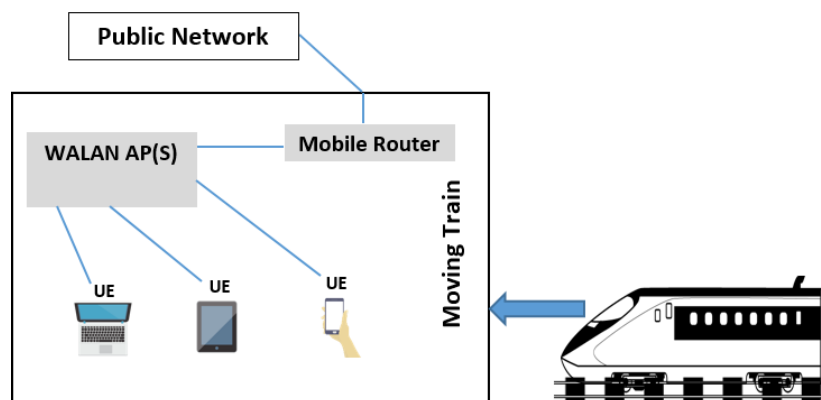 Public Network
WALAN AP(S)
Mobile Router
Moving Train
UE
UE
UE